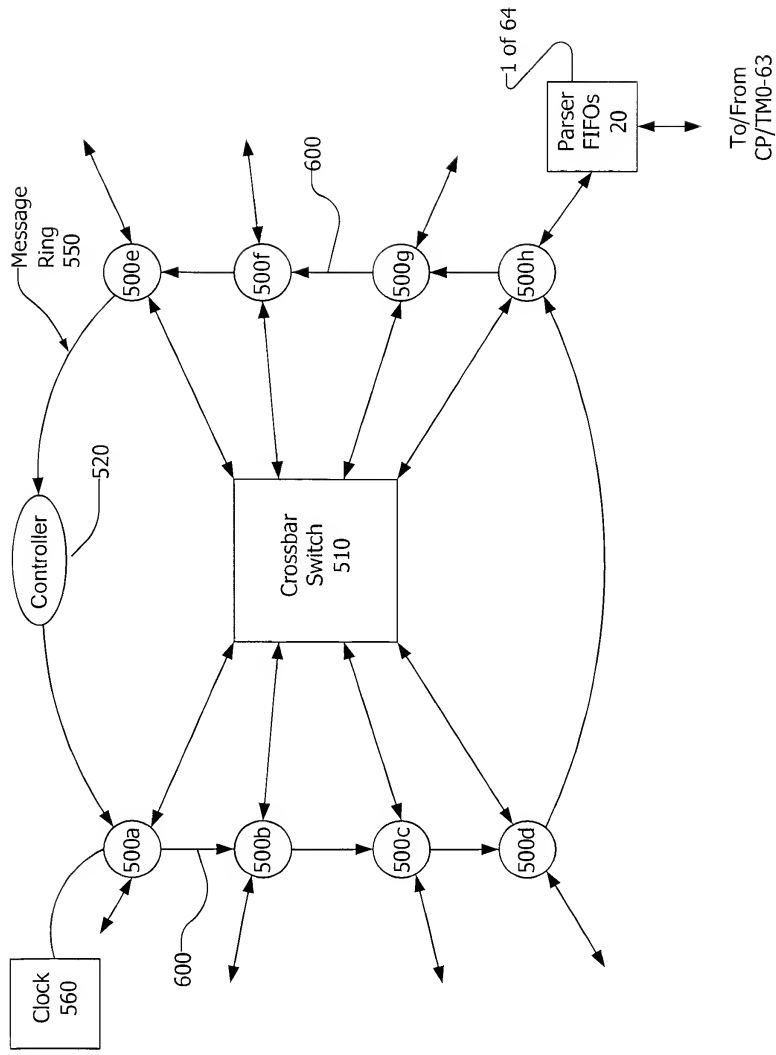 Message
Ring
550
1 of 64
Parser
FIFOs
20
To/From
CP/TM0-63
600
500e
500f
500g
500h
Controller
520
Crossbar
Switch
510
500a
500b
500c
500d
600
Clock
560